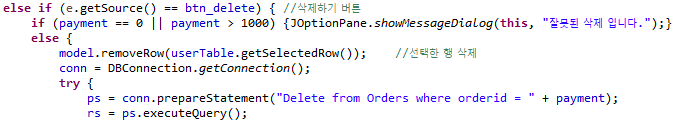 else if (e.getSource() == btn_delete) { //삭제하기 버튼
if (payment == 0 || payment > 1000) {JOptionPane.showMessageDialog(this, "잘못된 삭제 입니다.");}
else {
model.removeRow(userTable.getSelectedRow()); //선택한 행 삭제
conn = DBConnection.getConnection();
try {
ps = conn.prepareStatement("Delete from Orders where orderid = " + payment);
rs = ps.executeQuery();